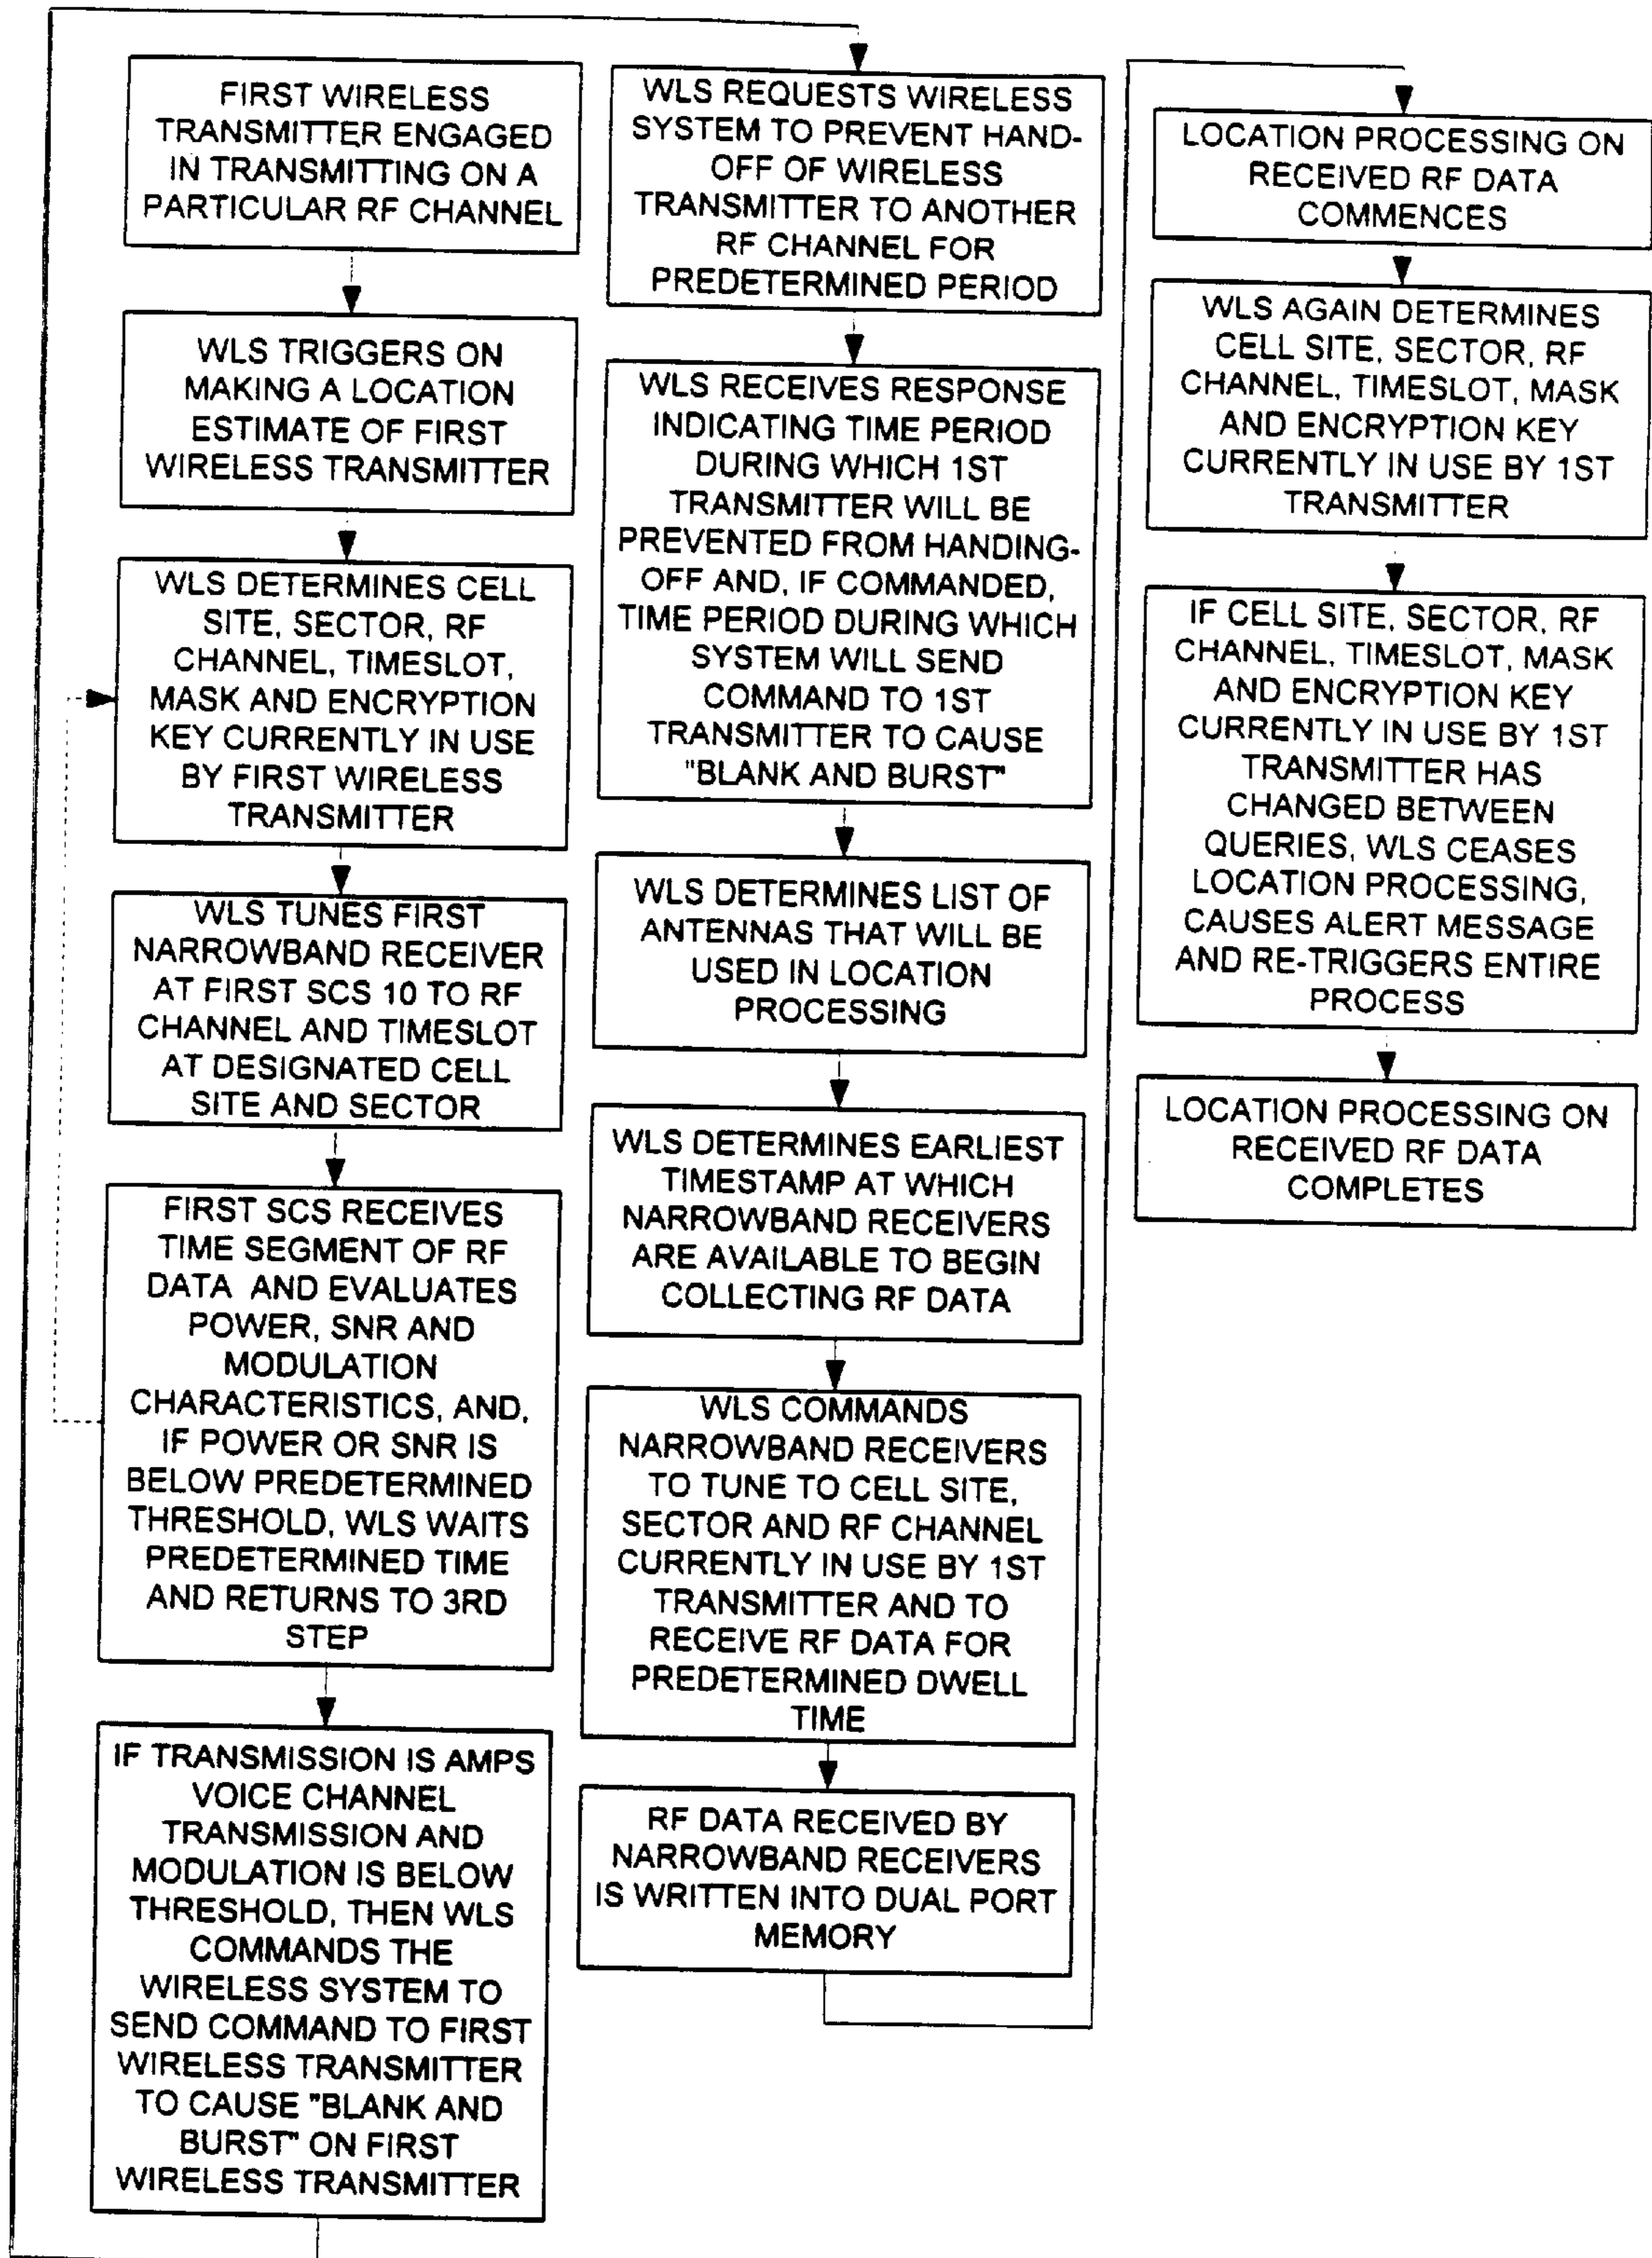 FIRST WIRELESS
TRANSMITTER ENGAGED
IN TRANSMITTING ON A
PARTICULAR RF CHANNEL
WLS TRIGGERS ON
MAKING A LOCATION
ESTIMATE OF FIRST
WIRELESS TRANSMITTER
WLS DETERMINES CELL
SITE, SECTOR, RF
CHANNEL, TIMESLOT,
MASK AND ENCRYPTION
KEY CURRENTLY IN USE
BY FIRST WIRELESS
TRANSMITTER
WLS TUNES FIRST
NARROWBAND RECEIVER
AT FIRST SCS 10 TO RF
CHANNEL AND TIMESLOT
AT DESIGNATED CELL
SITE AND SECTOR
FIRST SCS RECEIVES
TIME SEGMENT OF RF
DATA AND EVALUATES
POWER, SNR AND
MODULATION
CHARACTERISTICS, AND,
IF POWER OR SNR IS
BELOW PREDETERMINED
THRESHOLD, WLS WAITS
PREDETERMINED TIME
AND RETURNS TO 3RD
STEP
IF TRANSMISSION IS AMPS
VOICE CHANNEL
TRANSMISSION AND
MODULATION IS BELOW
THRESHOLD, THEN WLS
COMMANDS THE
WIRELESS SYSTEM TO
SEND COMMAND TO FIRST
WIRELESS TRANSMITTER
TO CAUSE "BLANK AND
BURST" ON FIRST
WIRELESS TRANSMITTER
WLS REQUESTS WIRELESS
SYSTEM TO PREVENT HAND-
OFF OF WIRELESS
TRANSMITTER TO ANOTHER
RF CHANNEL FOR
PREDETERMINED PERIOD
WLS RECEIVES RESPONSE
INDICATING TIME PERIOD
DURING WHICH 1ST
TRANSMITTER WILL BE
PREVENTED FROM HANDING-
OFF AND, IF COMMANDED,
TIME PERIOD DURING WHICH
SYSTEM WILL SEND
COMMAND TO 1ST
TRANSMITTER TO CAUSE
"BLANK AND BURST"
WLS DETERMINES LIST OF
ANTENNAS THAT WILL BE
USED IN LOCATION
PROCESSING
WLS DETERMINES EARLIEST
TIMESTAMP AT WHICH
NARROWBAND RECEIVERS
ARE AVAILABLE TO BEGIN
COLLECTING RF DATA
WLS COMMANDS
NARROWBAND RECEIVERS
TO TUNE TO CELL SITE,
SECTOR AND RF CHANNEL
CURRENTLY IN USE BY 1ST
TRANSMITTER AND TO
RECEIVE RF DATA FOR
PREDETERMINED DWELL
TIME
RF DATA RECEIVED BY
NARROWBAND RECEIVERS
IS WRITTEN INTO DUAL PORT
MEMORY
LOCATION PROCESSING ON
RECEIVED RF DATA
COMMENCES
WLS AGAIN DETERMINES
CELL SITE, SECTOR, RF
CHANNEL, TIMESLOT, MASK
AND ENCRYPTION KEY
CURRENTLY IN USE BY 1ST
TRANSMITTER
IF CELL SITE, SECTOR, RF
CHANNEL, TIMESLOT, MASK
AND ENCRYPTION KEY
CURRENTLY IN USE BY 1ST
TRANSMITTER HAS
CHANGED BETWEEN
QUERIES, WLS CEASES
LOCATION PROCESSING,
CAUSES ALERT MESSAGE
AND RE-TRIGGERS ENTIRE
PROCESS
LOCATION PROCESSING ON
RECEIVED RF DATA
COMPLETES